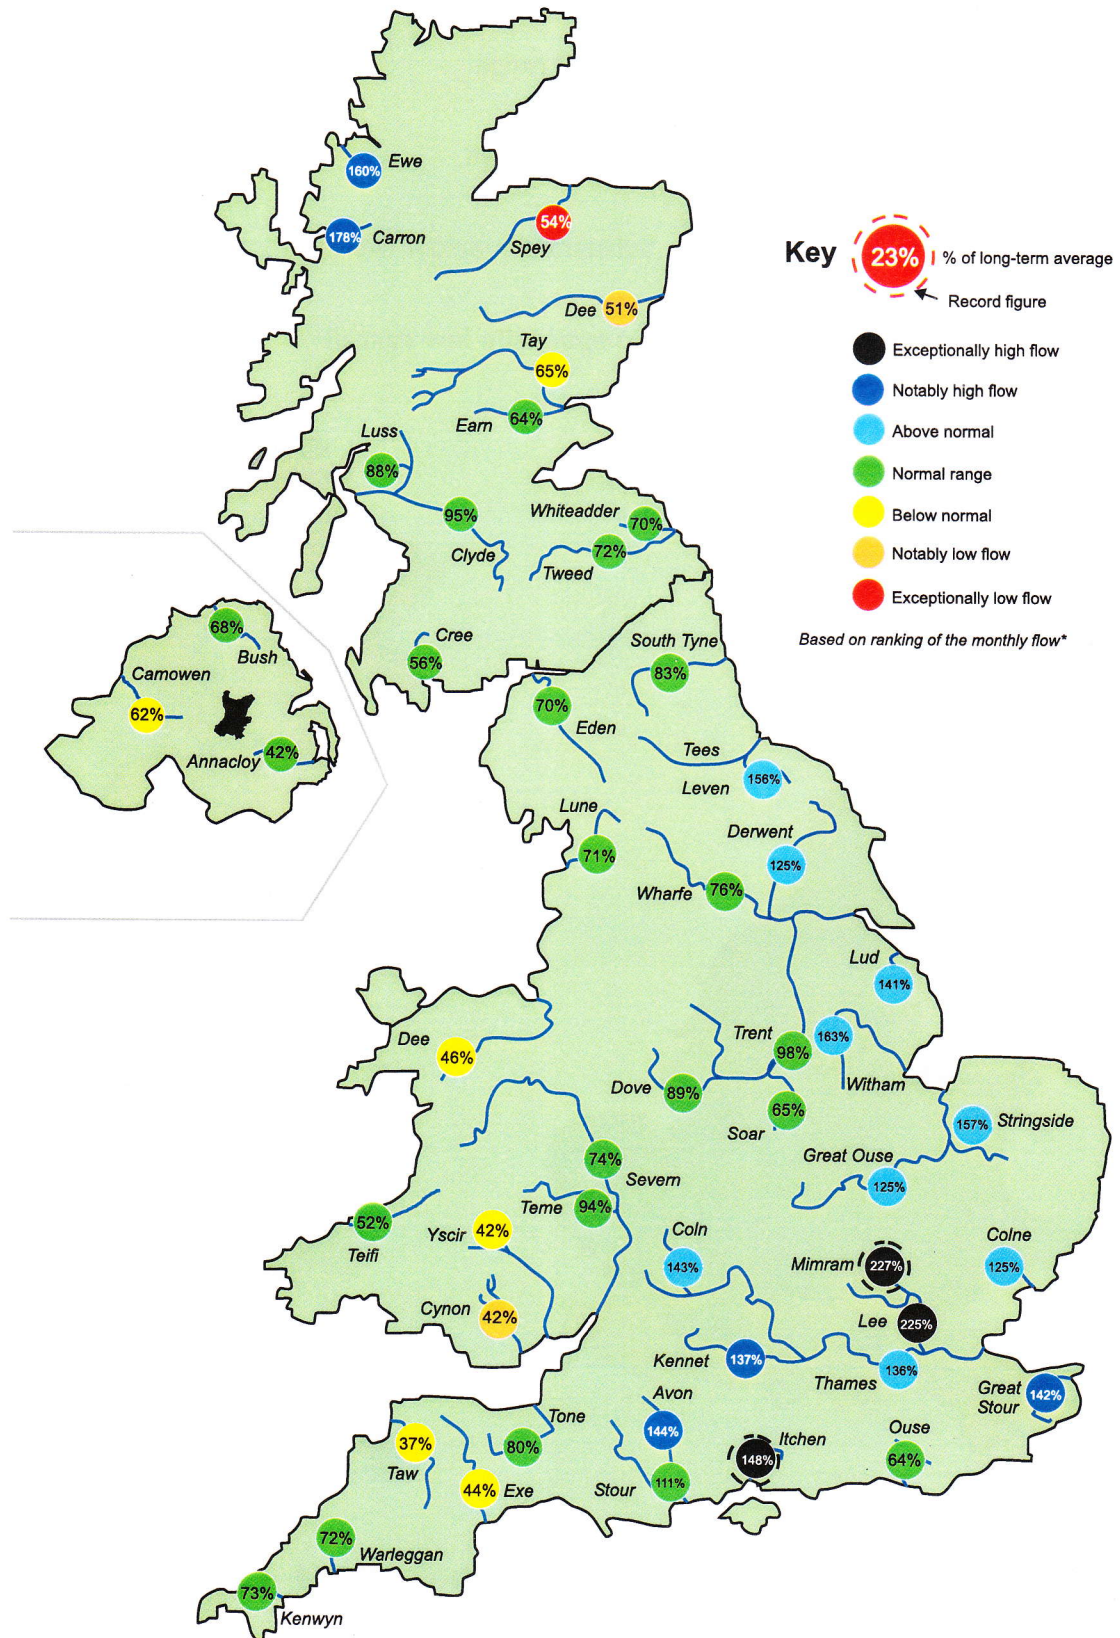 Ewe
160%
178%
Carron
54%
Spey
Key
23%
% of long-term average
Record figure
Dee
51%
Tay
65%
Earn
64%
Luss
88%
95%
Clyde
Whiteadder
70%
72%
Tweed
Exceptionally high flow
Notably high flow
Above normal
Normal range
Below normal
Notably low flow
Exceptionally low flow
Based on ranking of the monthly flow*
68%
Bush
Camowen
62%
Annacloy
42%
Cree
56%
South Tyne
83%
70%
Eden
Tees
Leven
156%
Lune
71%
Derwent
125%
Wharfe
76%
Lud
141%
Dee
46%
Trent
98%
163%
Witham
Dove
89%
65%
Soar
157%
Stringside
Great Ouse
125%
74%
Severn
Teme
94%
52%
Teifi
Yscir
42%
Coln
143%
Mimram
227%
Colne
125%
Cynon
42%
Lee
225%
Kennet
137%
Thames
136%
Great
Stour
142%
Avon
144%
Tone
80%
37%
Taw
44%
Exe
Stour
111%
Itchen
148%
Ouse
64%
72%
Warleggan
73%
Kenwyn